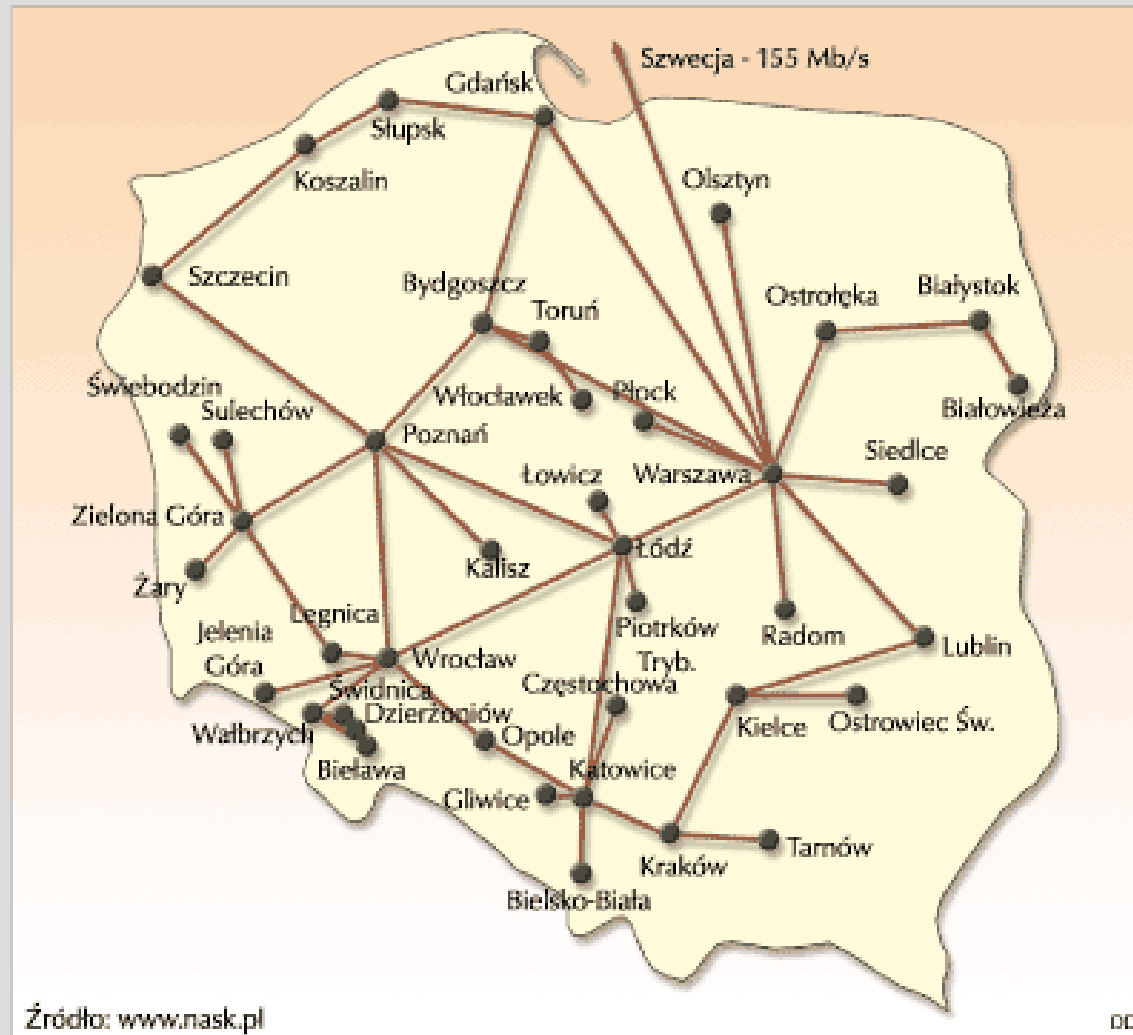 Szwecja - 155 Mb/s
Gdańsk
Słupsk
Koszalin
Olsztyn
Szczecin
Bydgoszcz
Toruń
Ostrołęka
Białystok
Świebodzin
Sulechów
Włocławek
Płock
Białowieża
Poznań
Siedlce
Łowicz
Warszawa
Zielona Góra
Łódź
Kalisz
Żary
Legnica
Piotrków
Tryb.
Radom
Lublin
Jelenia
Góra
Wrocław
Świdnica
Częstochowa
Dzierżoniów
Kielce
Ostrowiec Św.
Wałbrzych
Opole
Bieława
Katowice
Gliwice
Kraków
Tarnów
Bielsko-Biała
Źródło: www.nask.pl